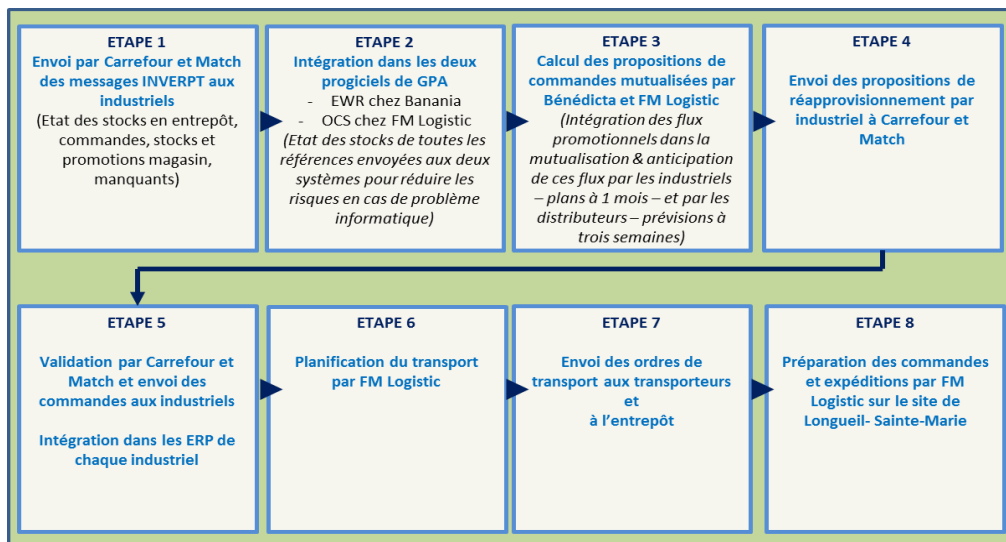 ETAPE 1
Envoi par Carrefour et Match
des messages INVERPT aux
industriels
(Etat des stocks en entrepôt,
commandes, stocks et
promotions magasin,
manquants)
ETAPE 2
Intégration dans les deux
progiciels de GPA
- EWR chez Banania
- OCS chez FM Logistic
(Etat des stocks de toutes les
références envoyées aux deux
systèmes pour réduire les
risques en cas de problème
informatique)
ETAPE 3
Calcul des propositions de
commandes mutualisées par
Bénédicta et FM Logistic
(Intégration des flux
promotionnels dans la
mutualisation & anticipation
de ces flux par les industriels
– plans à 1 mois – et par les
distributeurs – prévisions à
trois semaines)
ETAPE 4
Envoi des propositions de
réapprovisionnement par
industriel à Carrefour et
Match
ETAPE 5
Validation par Carrefour et
Match et envoi des
commandes aux industriels
Intégration dans les ERP de
chaque industriel
ETAPE 6
Planification du transport
par FM Logistic
ETAPE 7
Envoi des ordres de
transport aux transporteurs
et
à l’entrepôt
ETAPE 8
Préparation des commandes
et expéditions par FM
Logistic sur le site de
Longueil- Sainte-Marie